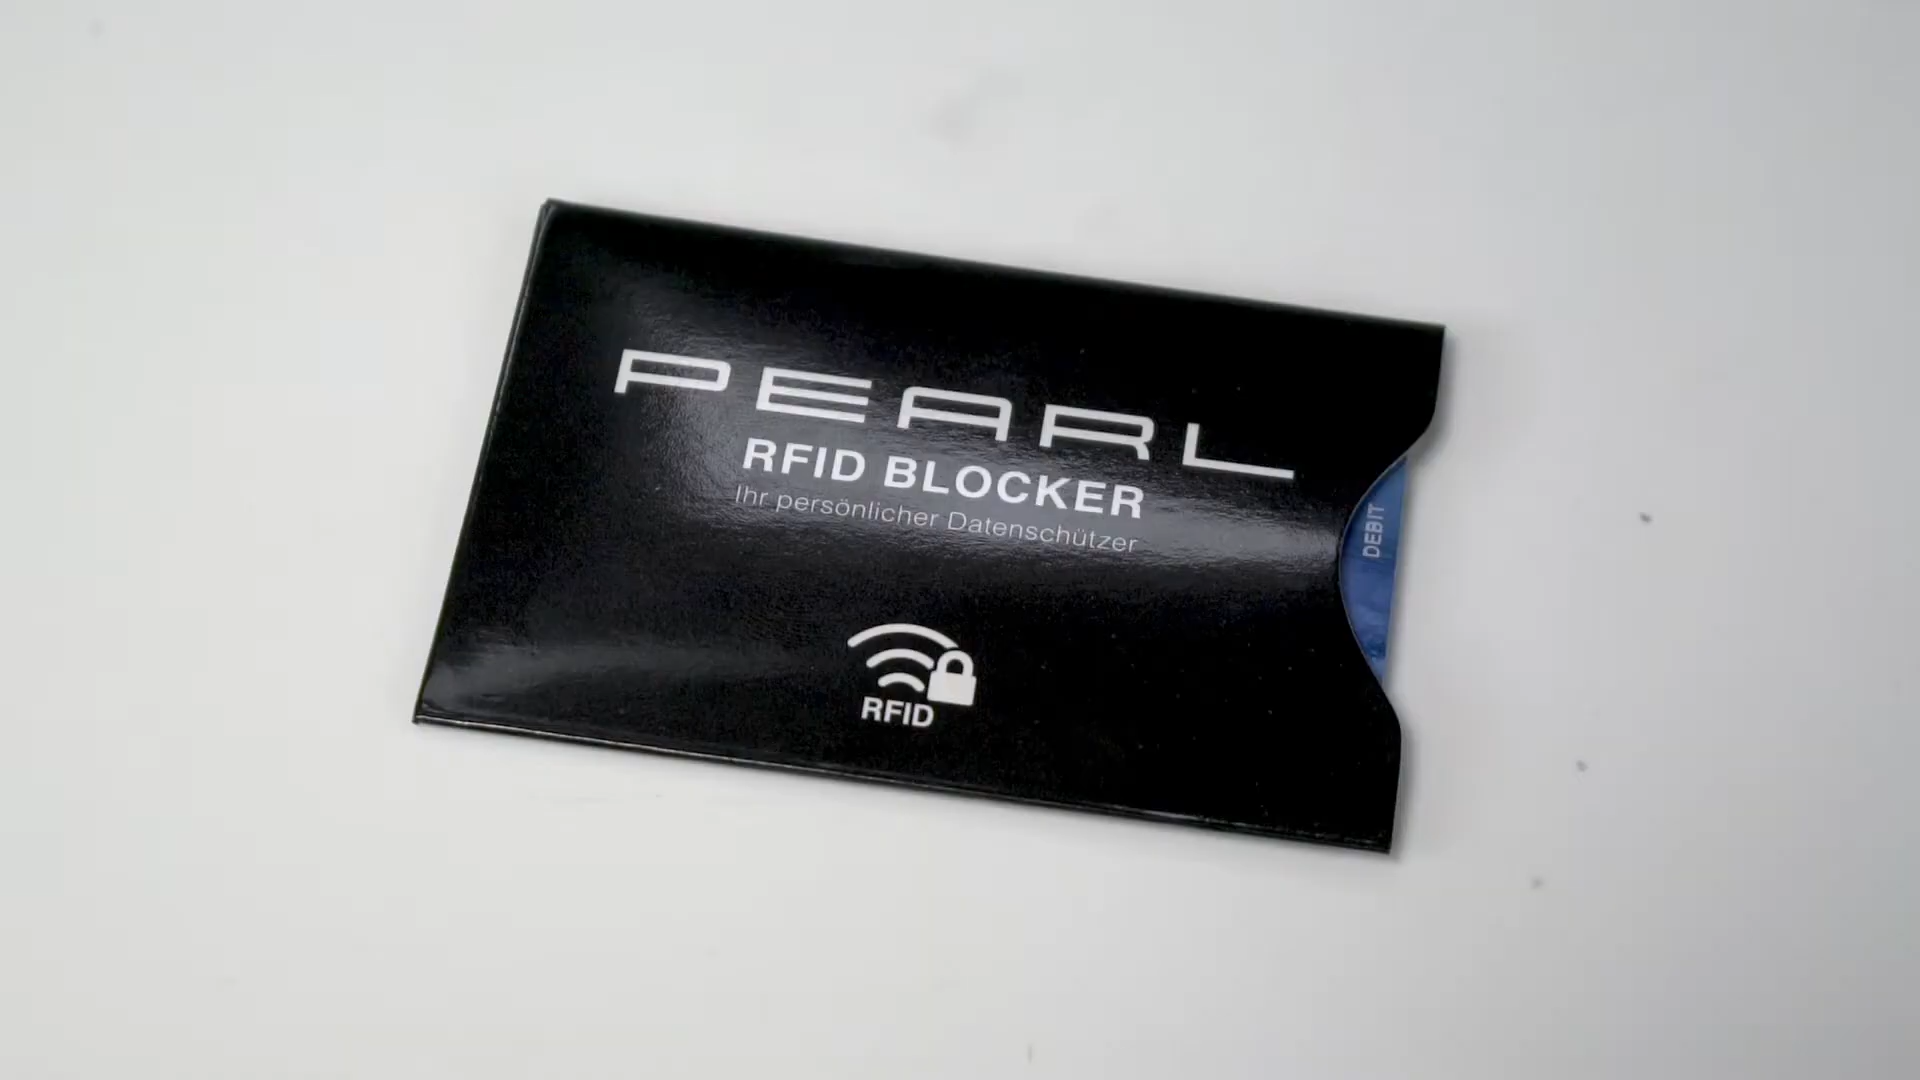 PEARL
RFID BLOCKER
Ihr persönlicher Datenschützer
RFID
DEBIT